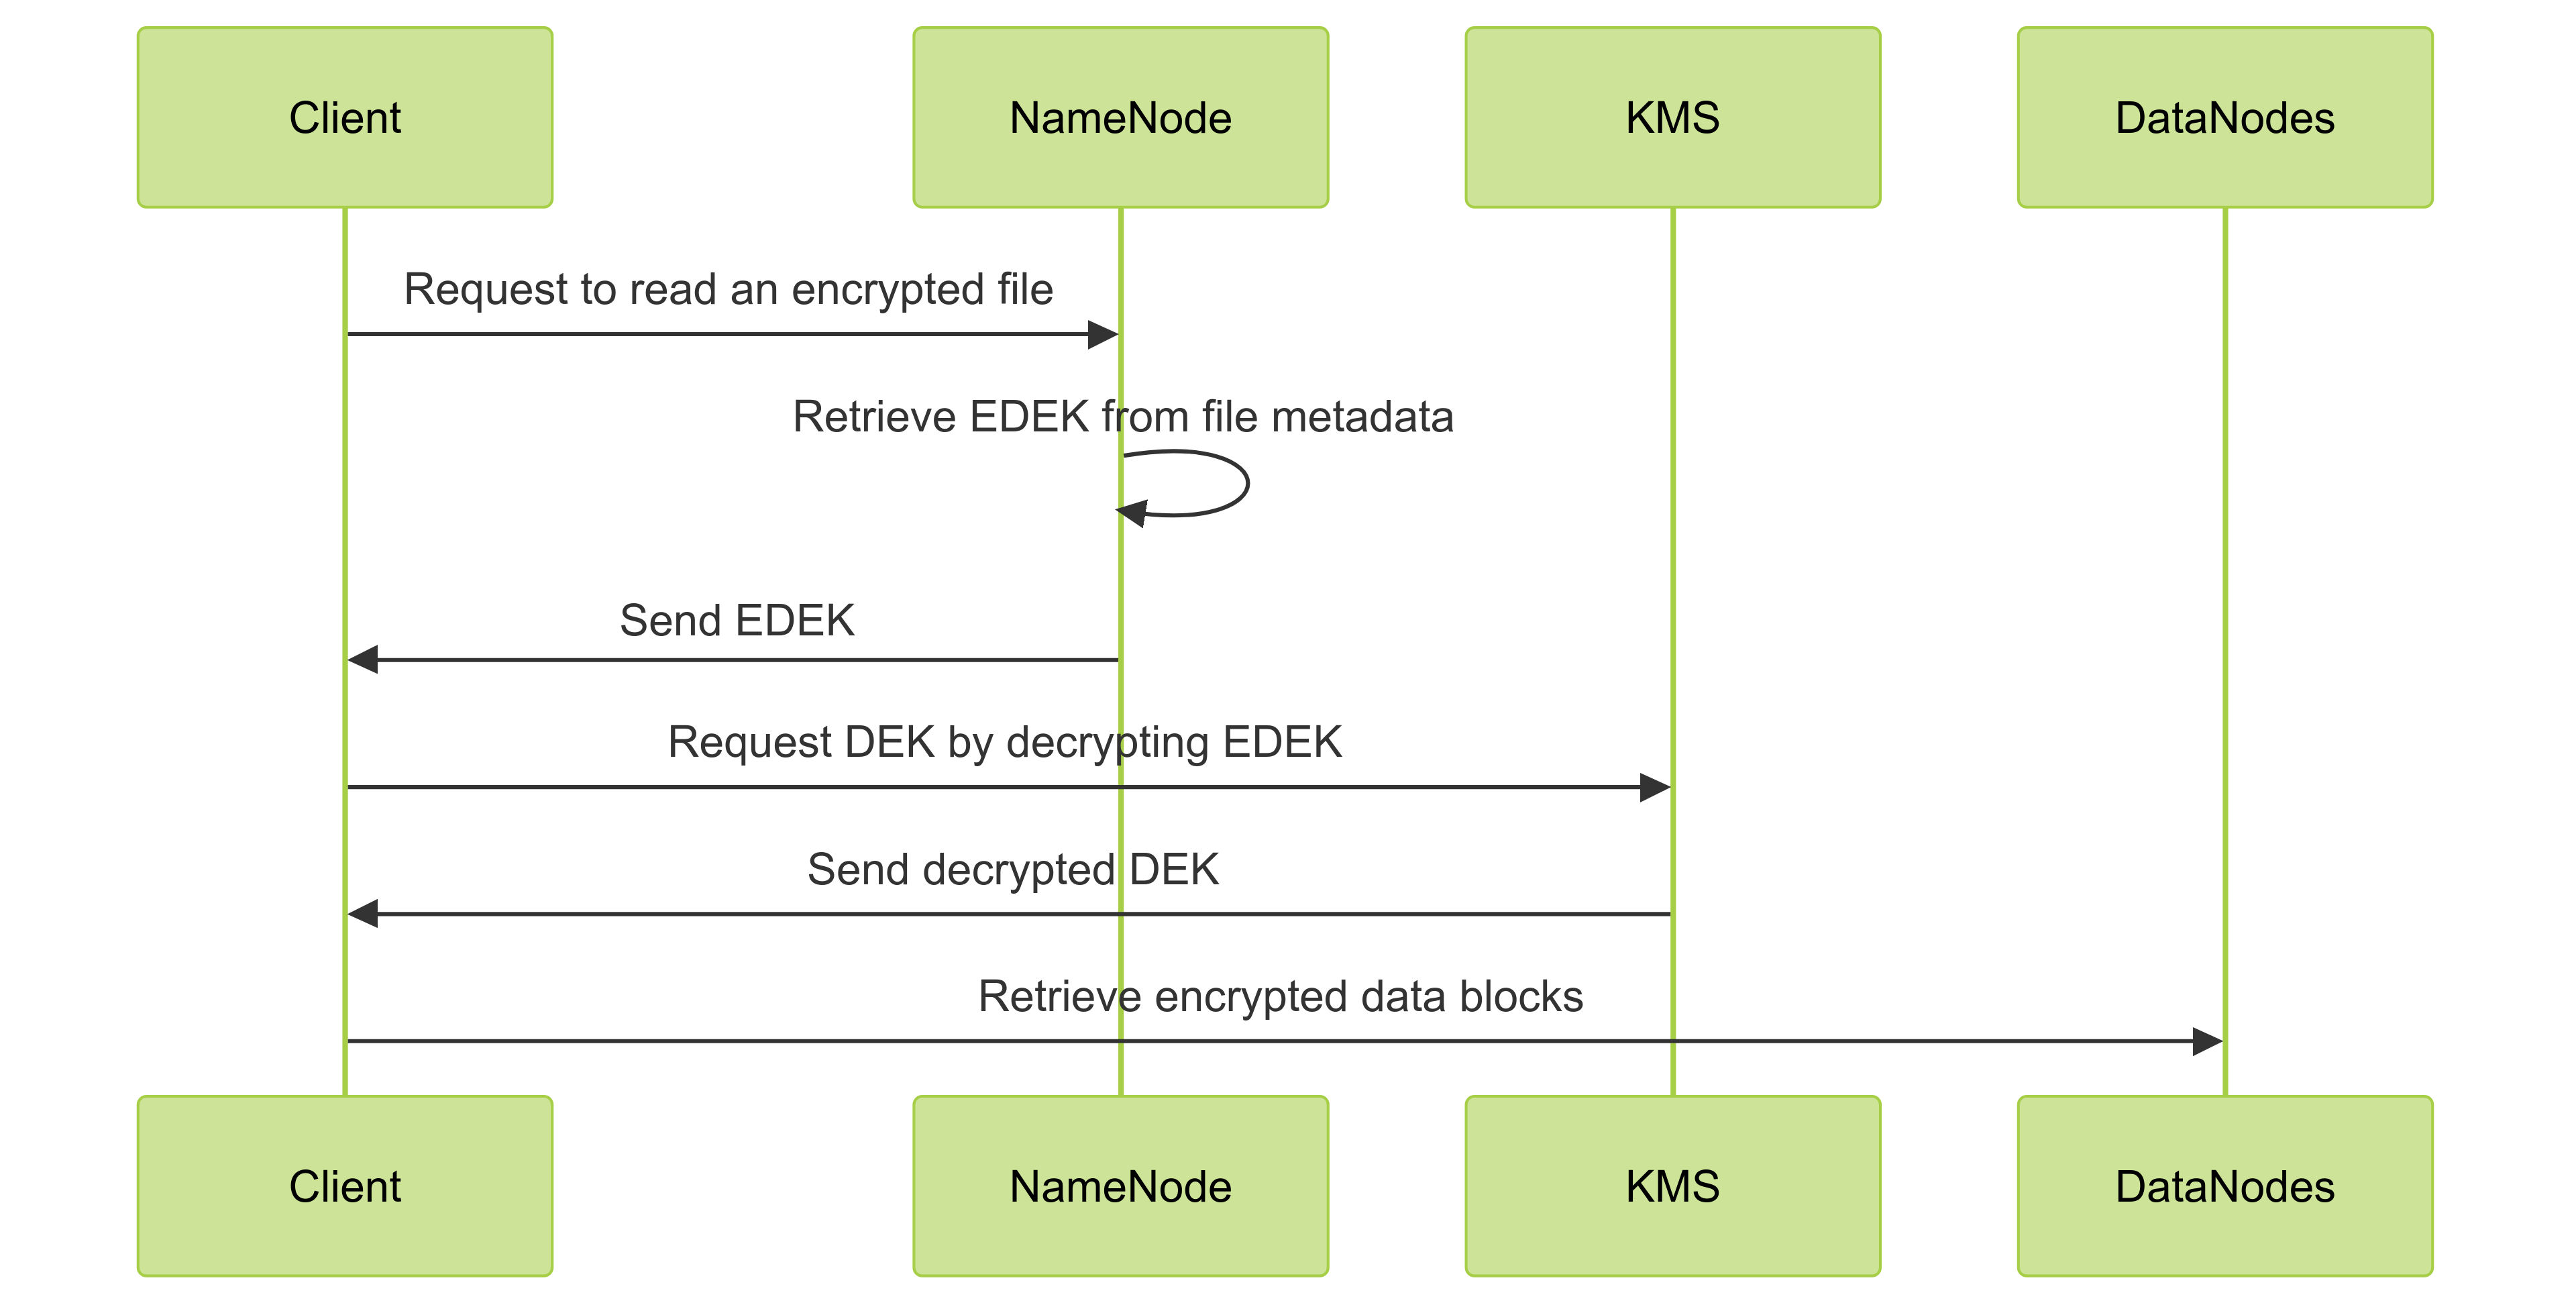 Client
NameNode
KMS
DataNodes
Request to read an encrypted file
Retrieve EDEK from file metadata
Send EDEK
Request DEK by decrypting EDEK
Send decrypted DEK
Retrieve encrypted data blocks
Client
NameNode
KMS
DataNodes